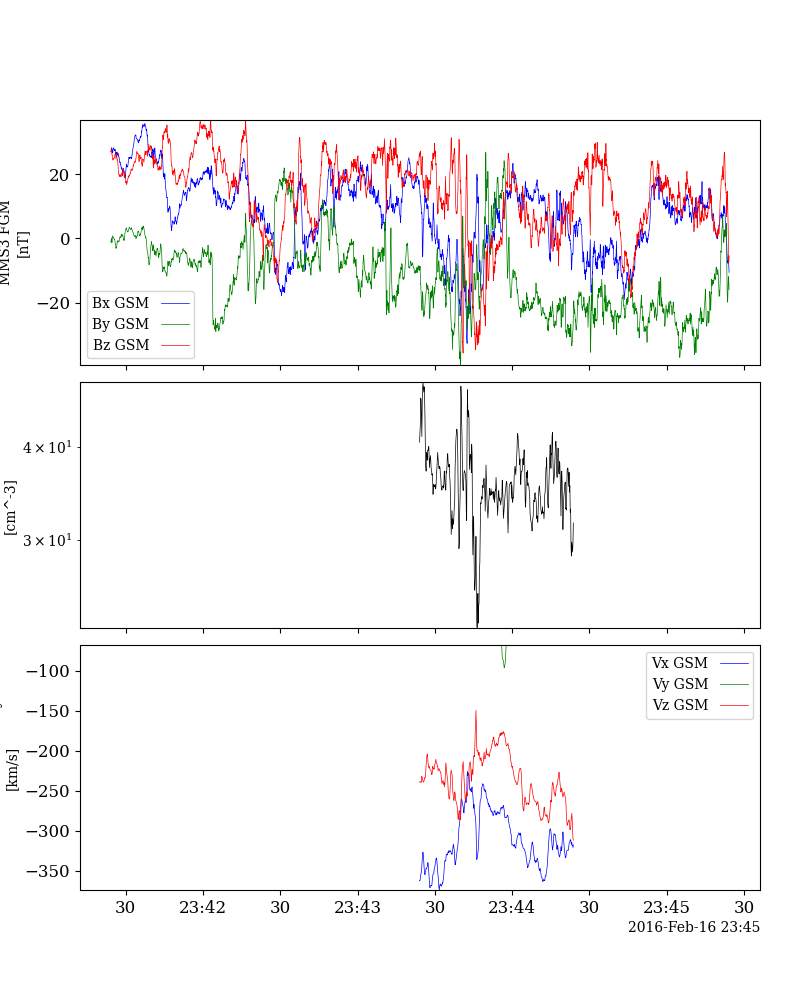 MMS3 FGM
[nT]
20
0
−20
Bx GSM
By GSM
Bz GSM
[cm^-3]
4 × 10¹
3 × 10¹
[km/s]
−100
−150
−200
−250
−300
−350
Vx GSM
Vy GSM
Vz GSM
30 23:42 30 23:43 30 23:44 30 23:45 30
2016-Feb-16 23:45